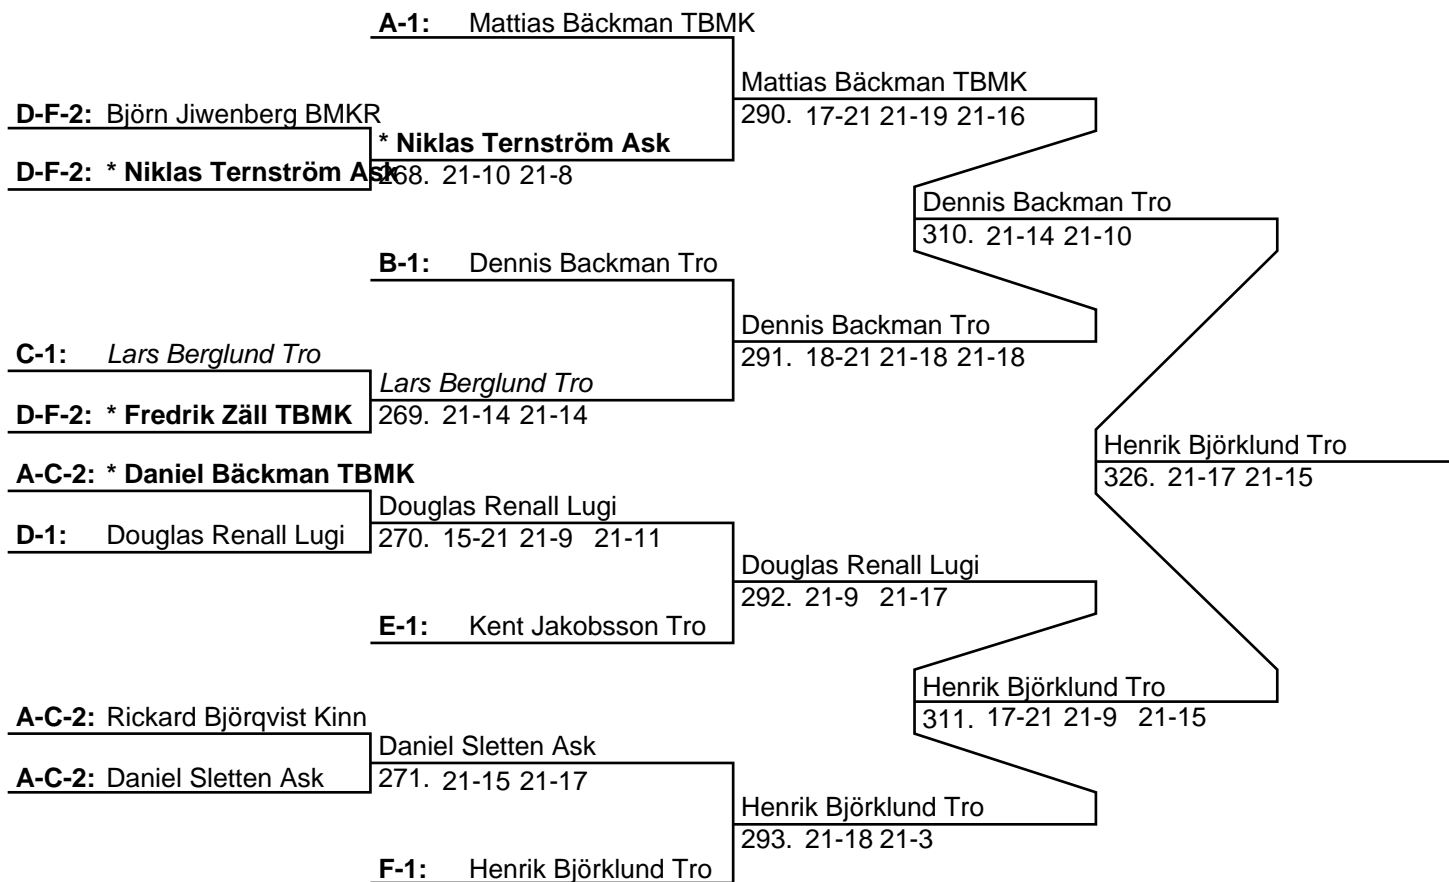 A-1: Mattias Bäckman TBMK
Mattias Bäckman TBMK
290. 17-21 21-19 21-16
D-F-2: Björn Jiwenberg BMKR
* Niklas Ternström Ask
D-F-2: * Niklas Ternström Ask
268. 21-10 21-8
Dennis Backman Tro
310. 21-14 21-10
B-1: Dennis Backman Tro
Dennis Backman Tro
291. 18-21 21-18 21-18
C-1: Lars Berglund Tro
Lars Berglund Tro
D-F-2: * Fredrik Zäll TBMK
269. 21-14 21-14
Henrik Björklund Tro
326. 21-17 21-15
A-C-2: * Daniel Bäckman TBMK
Douglas Renall Lugi
D-1: Douglas Renall Lugi
270. 15-21 21-9 21-11
Douglas Renall Lugi
292. 21-9 21-17
E-1: Kent Jakobsson Tro
Henrik Björklund Tro
311. 17-21 21-9 21-15
A-C-2: Rickard Björqvist Kinn
Daniel Sletten Ask
A-C-2: Daniel Sletten Ask
271. 21-15 21-17
Henrik Björklund Tro
293. 21-18 21-3
F-1: Henrik Björklund Tro